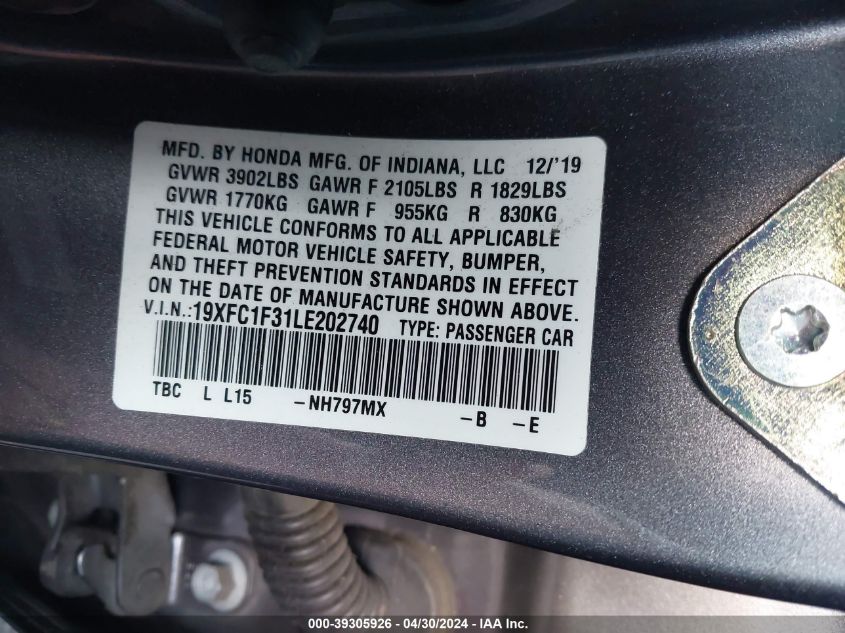 MFD. BY HONDA MFG. OF INDIANA, LLC 12/'19
GVWR 3902LBS GAWR F 2105LBS R 1829LBS
GVWR 1770KG GAWR F 955KG R 830KG
THIS VEHICLE CONFORMS TO ALL APPLICABLE
FEDERAL MOTOR VEHICLE SAFETY, BUMPER,
AND THEFT PREVENTION STANDARDS IN EFFECT
ON THE DATE OF MANUFACTURE SHOWN ABOVE.
V.I.N.:19XFC1F31LE202740 TYPE: PASSENGER CAR
TBC L L15 -NH797MX -B -E
000-39305926 - 04/30/2024 - IAA Inc.